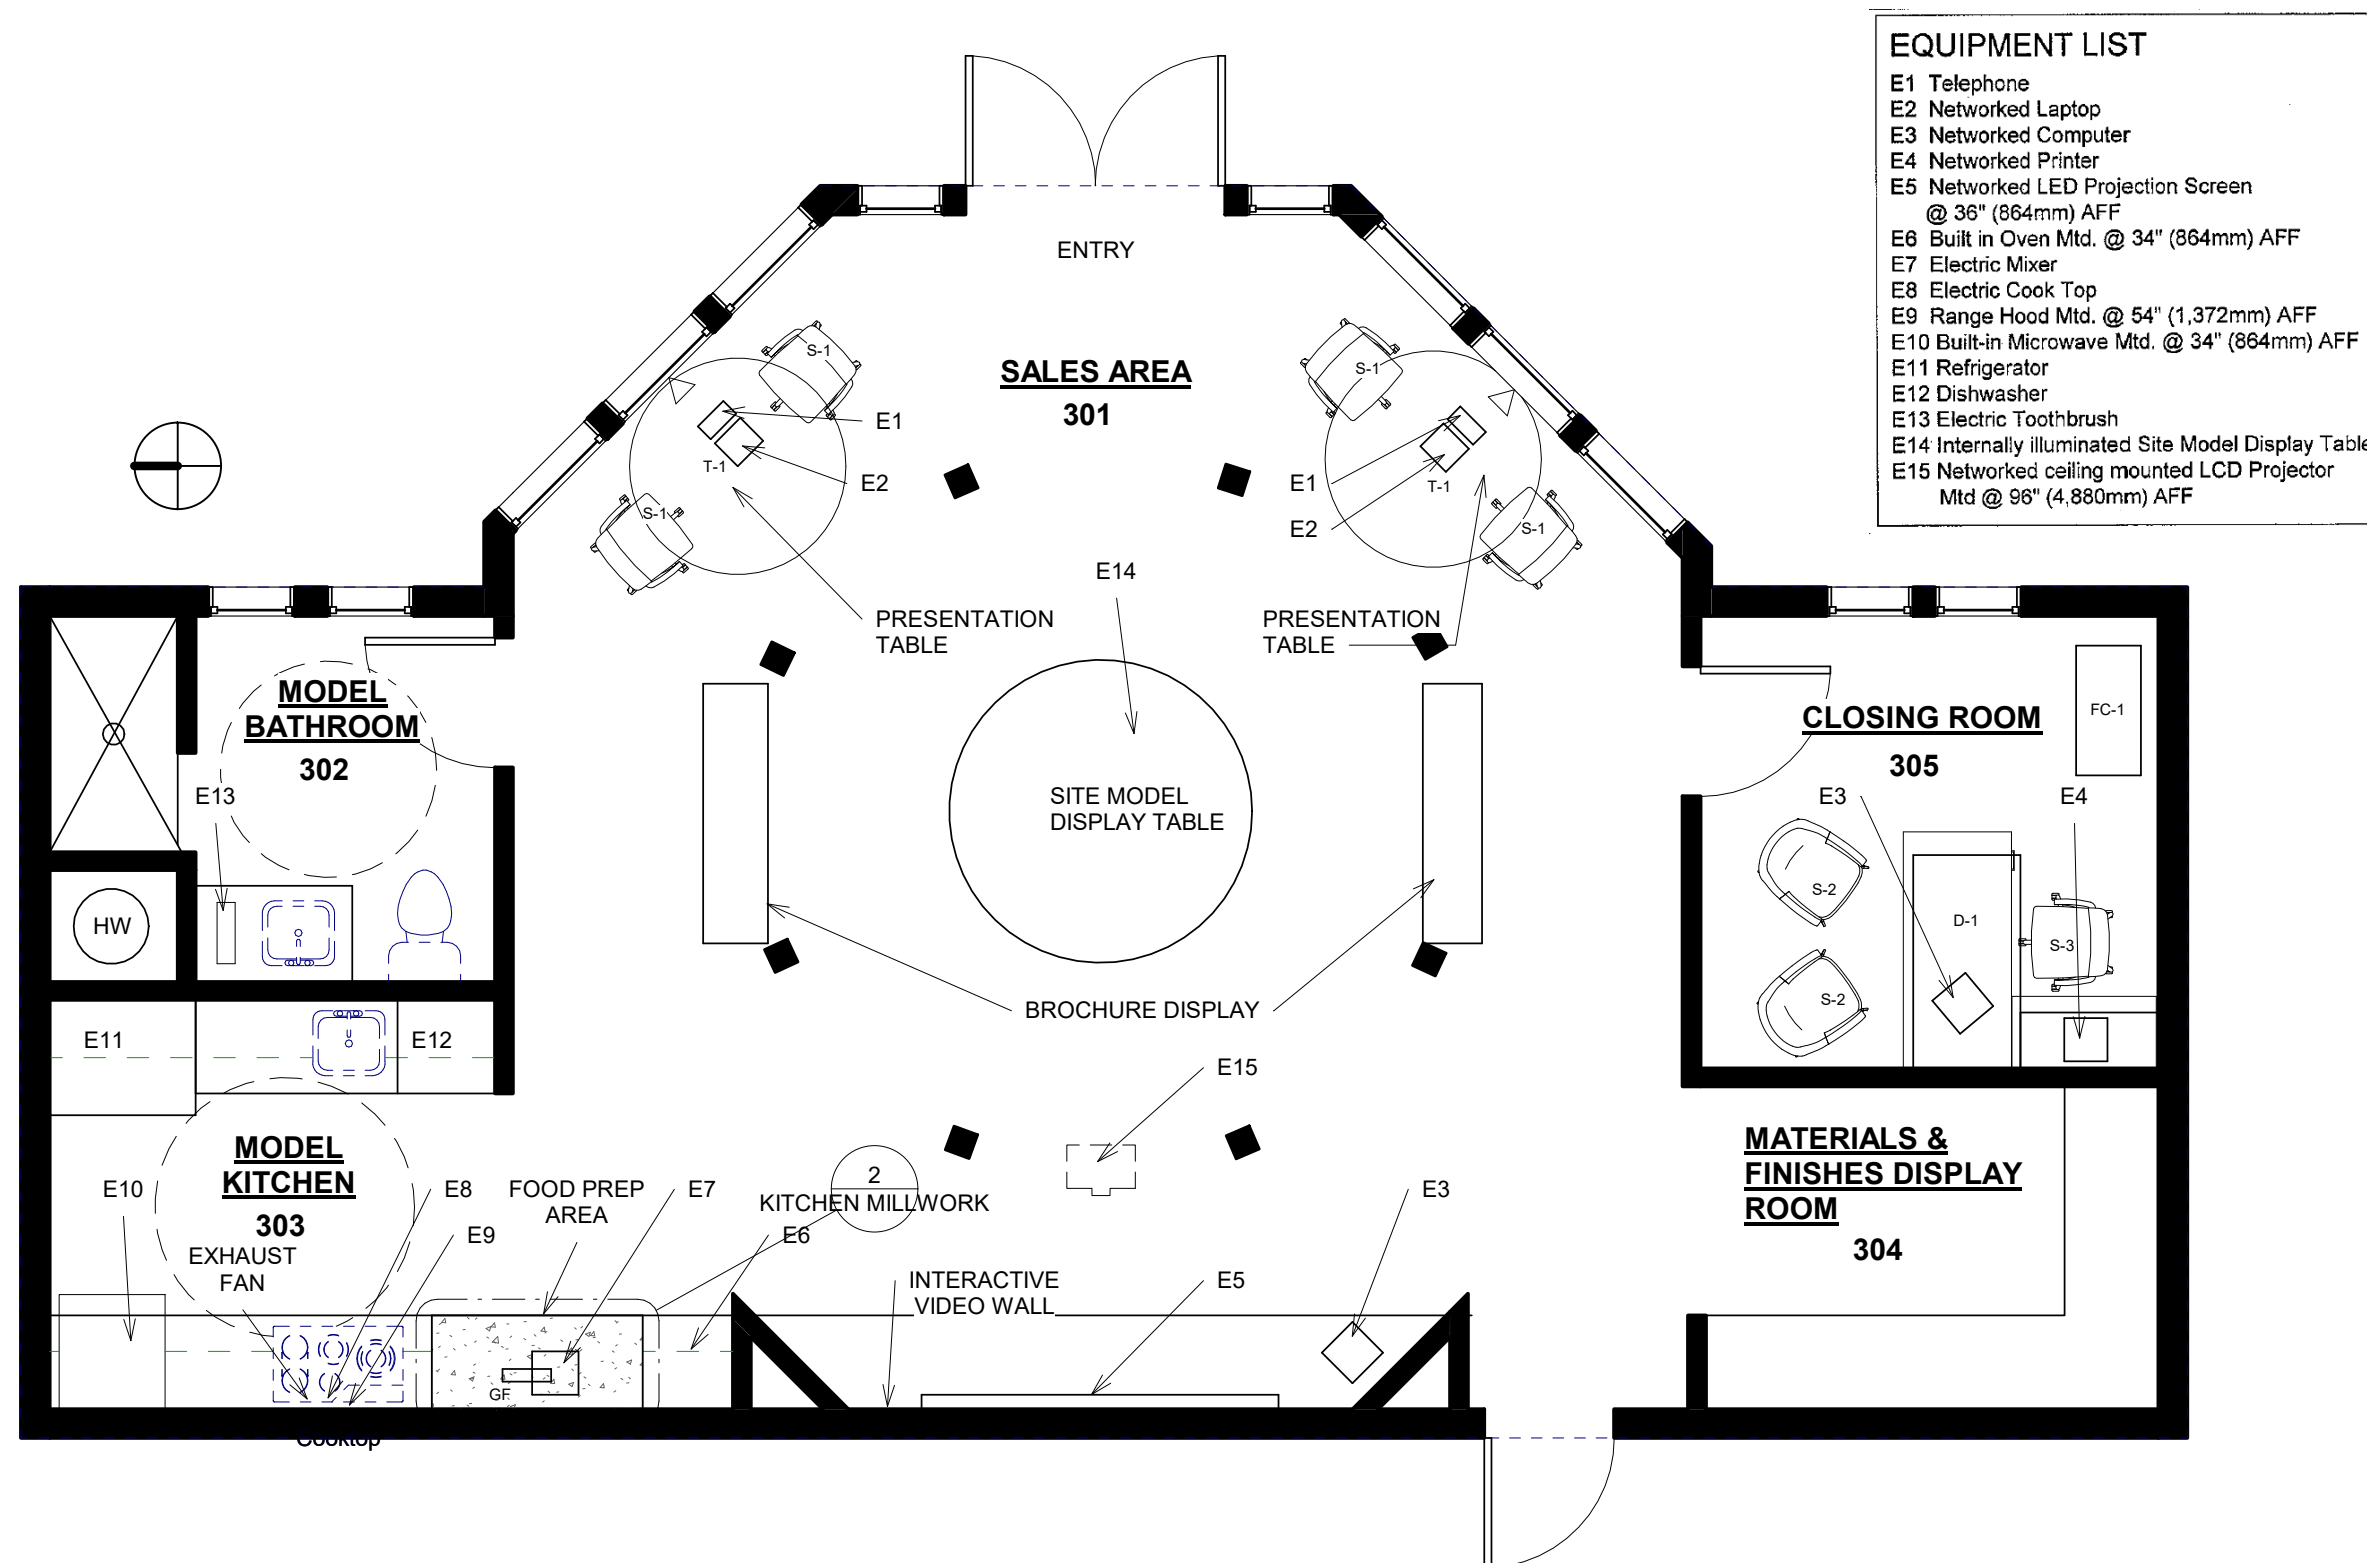 EQUIPMENT LIST
E1 Telephone
E2 Networked Laptop
E3 Networked Computer
E4 Networked Printer
E5 Networked LED Projection Screen
@ 36" (864mm) AFF
E6 Built in Oven Mtd. @ 34" (864mm) AFF
E7 Electric Mixer
E8 Electric Cook Top
E9 Range Hood Mtd. @ 54" (1,372mm) AFF
E10 Built-in Microwave Mtd. @ 34" (864mm) AFF
E11 Refrigerator
E12 Dishwasher
E13 Electric Toothbrush
E14 Internally illuminated Site Model Display Table
E15 Networked ceiling mounted LCD Projector
Mtd @ 96" (4,880mm) AFF
ENTRY
SALES AREA
301
S-1
S-1
E1
E2
T-1
S-1
S-1
E1
E2
T-1
S-1
E14
PRESENTATION
TABLE
PRESENTATION
TABLE
MODEL
BATHROOM
302
E13
HW
SITE MODEL
DISPLAY TABLE
CLOSING ROOM
305
FC-1
E3
E4
S-2
D-1
S-3
S-2
BROCHURE DISPLAY
E11
E12
E15
MODEL
KITCHEN
303
E10
E8
E9
EXHAUST
FAN
FOOD PREP
AREA
E7
2
KITCHEN MILLWORK
E6
INTERACTIVE
VIDEO WALL
E5
E3
MATERIALS &
FINISHES DISPLAY
ROOM
304
GF
Cooktop